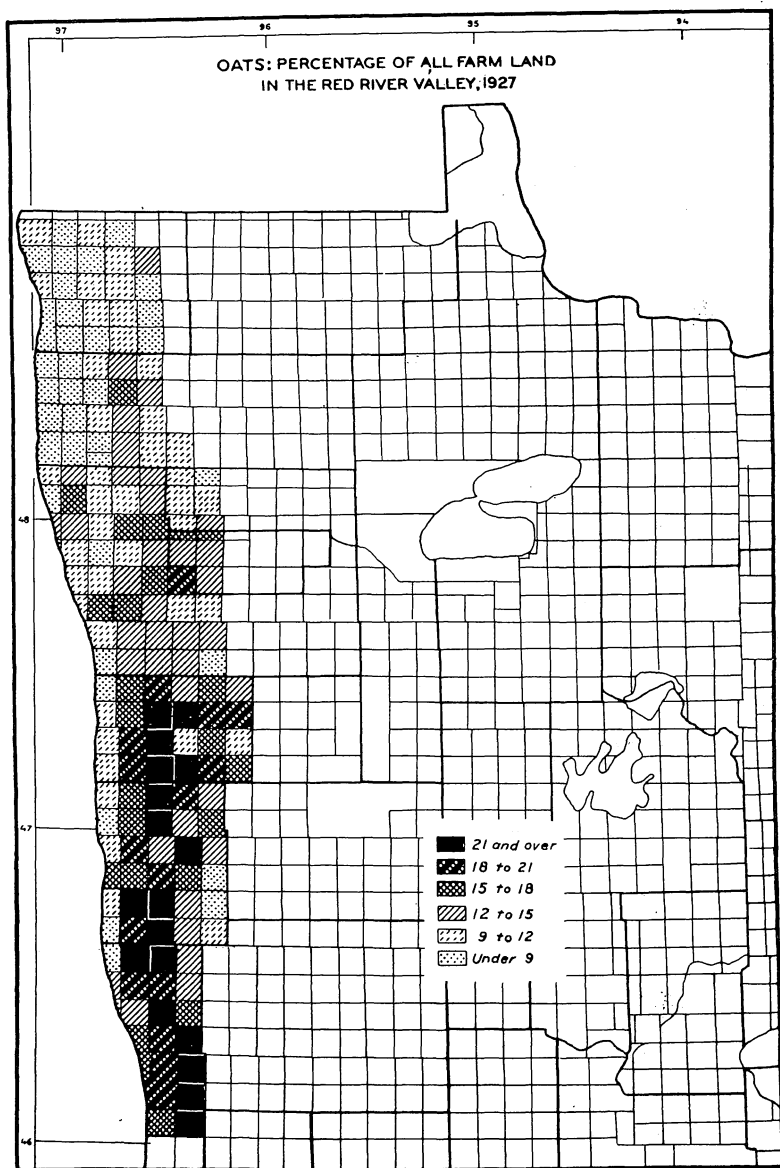 97 96 95 94
OATS: PERCENTAGE OF ALL FARM LAND
IN THE RED RIVER VALLEY, 1927
48
47
21 and over
18 to 21
15 to 18
12 to 15
9 to 12
Under 9
46